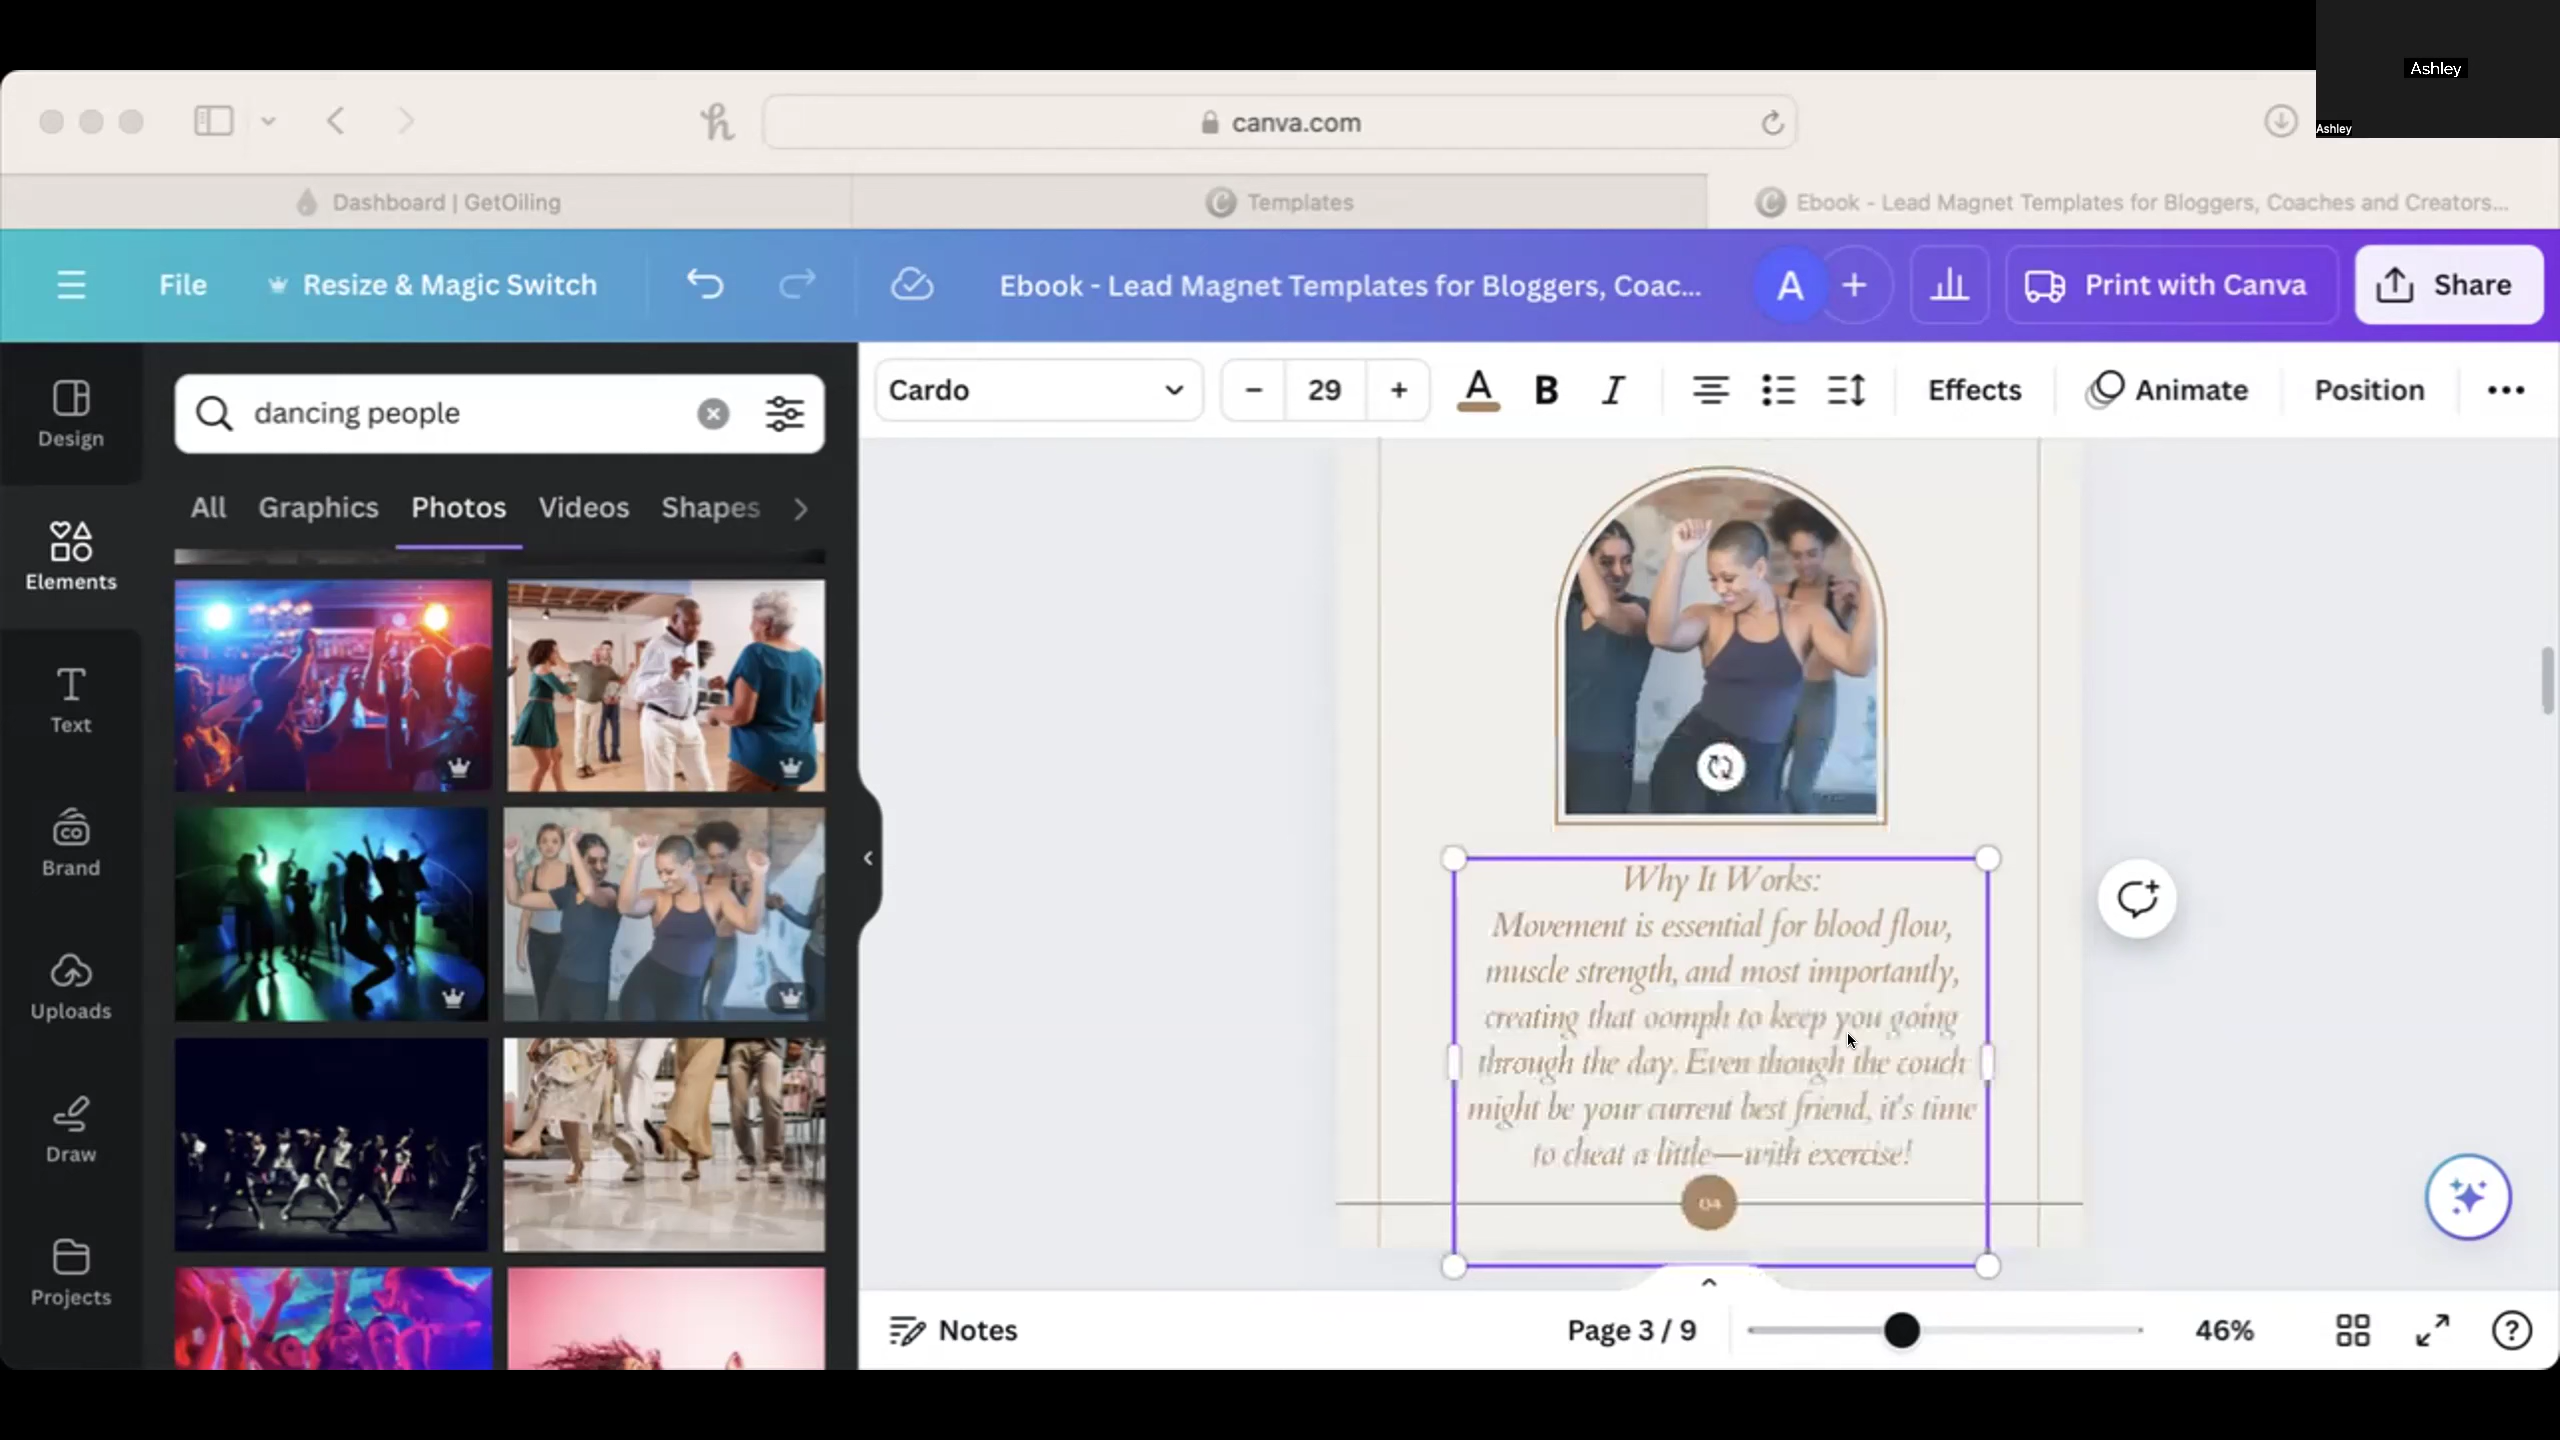 Ashley
Ashley
canva.com
Dashboard | GetOiling
Templates
Ebook - Lead Magnet Templates for Bloggers, Coaches and Creators...
File
Resize & Magic Switch
Ebook - Lead Magnet Templates for Bloggers, Coac...
A
Print with Canva
Share
Design
Elements
Text
Brand
Uploads
Draw
Projects
dancing people
All
Graphics
Photos
Videos
Shapes
Cardo
29
A
B
I
Effects
Animate
Position
Why It Works:
Movement is essential for blood flow,
muscle strength, and most importantly,
creating that oomph to keep you going
through the day. Even though the couch
might be your current best friend, it's time
to cheat a little—with exercise!
04
Notes
Page 3 / 9
46%